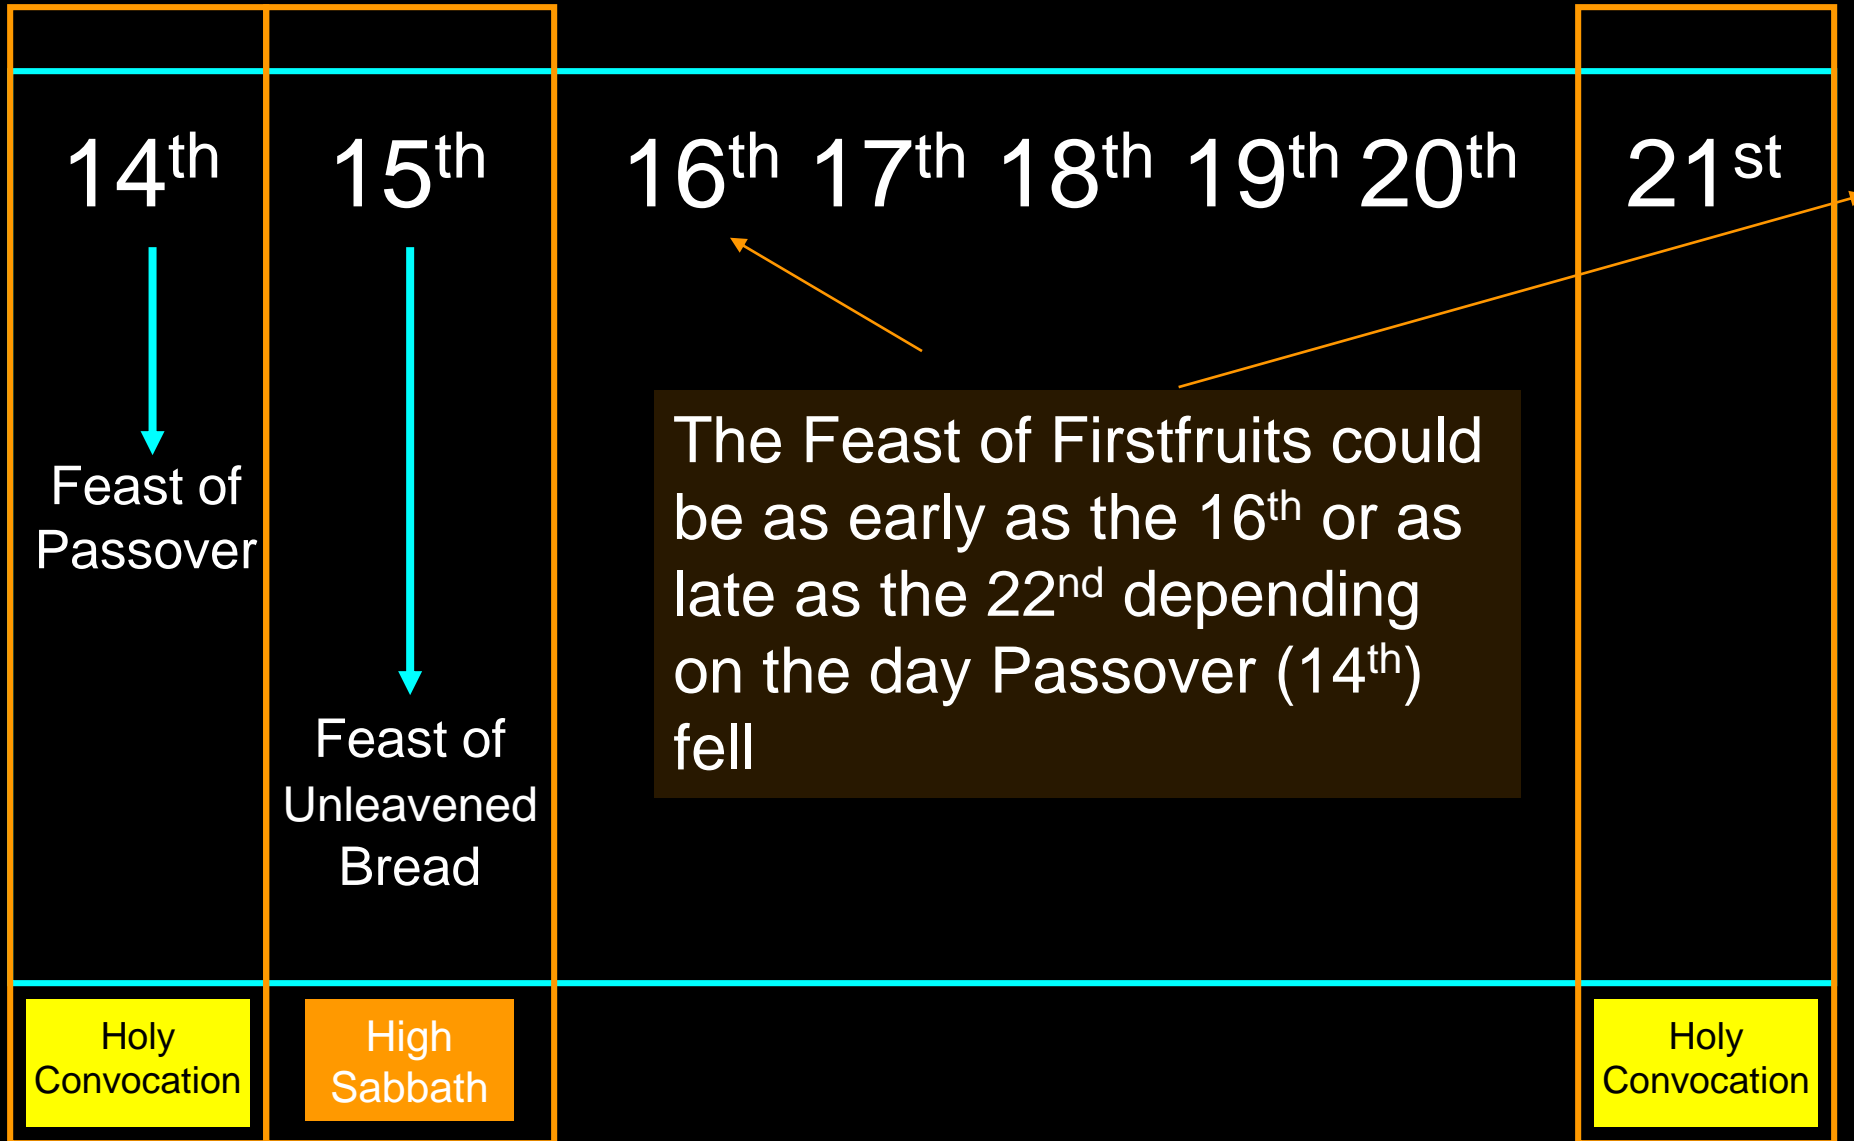 14th 15th 16th 17th 18th 19th 20th 21st
Feast of
Passover
Feast of
Unleavened
Bread
The Feast of Firstfruits could
be as early as the 16th or as
late as the 22nd depending
on the day Passover (14th)
fell
Holy
Convocation
High
Sabbath
Holy
Convocation